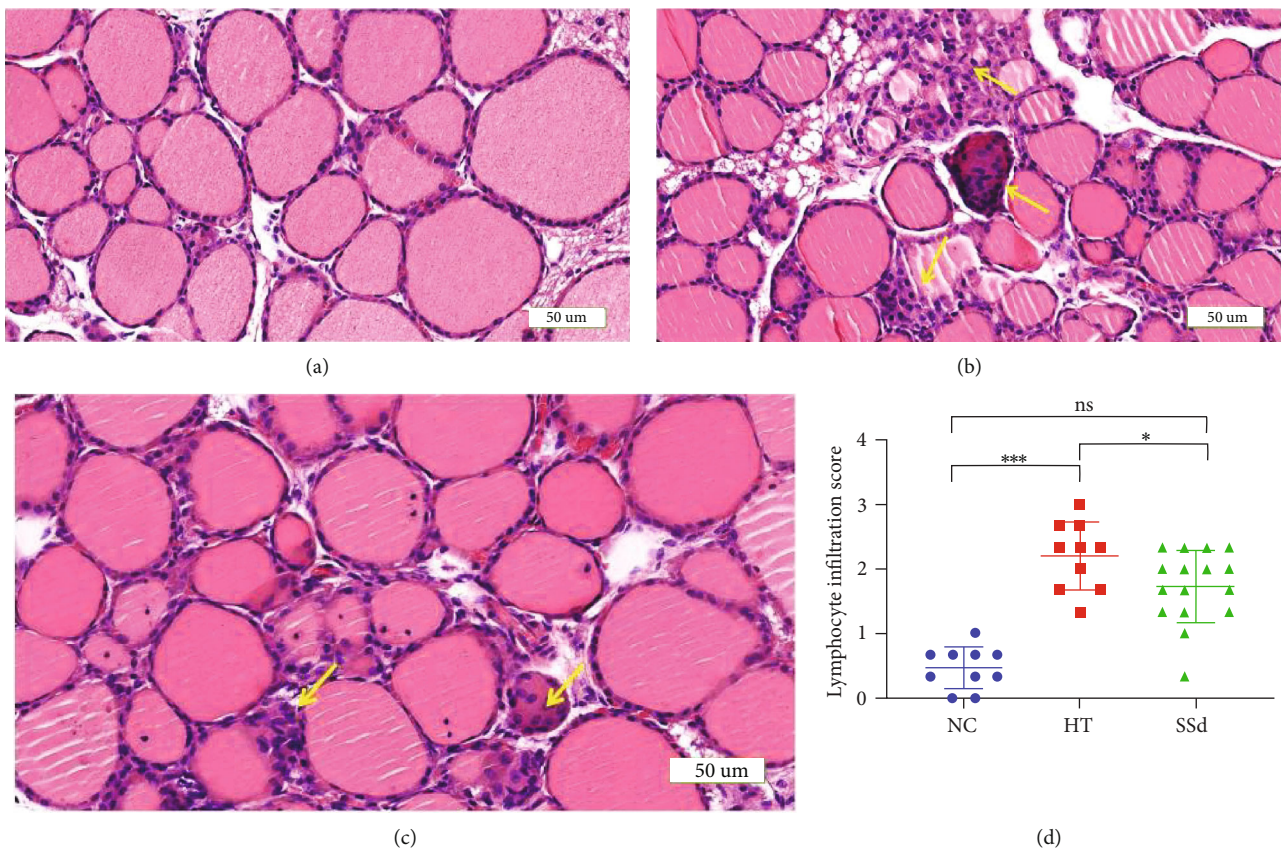 50 um
50 um
(a)
(b)
50 um
(c)
ns
***
*
Lymphocyte infiltration score
4
3
2
1
0
NC
HT
SSd
(d)